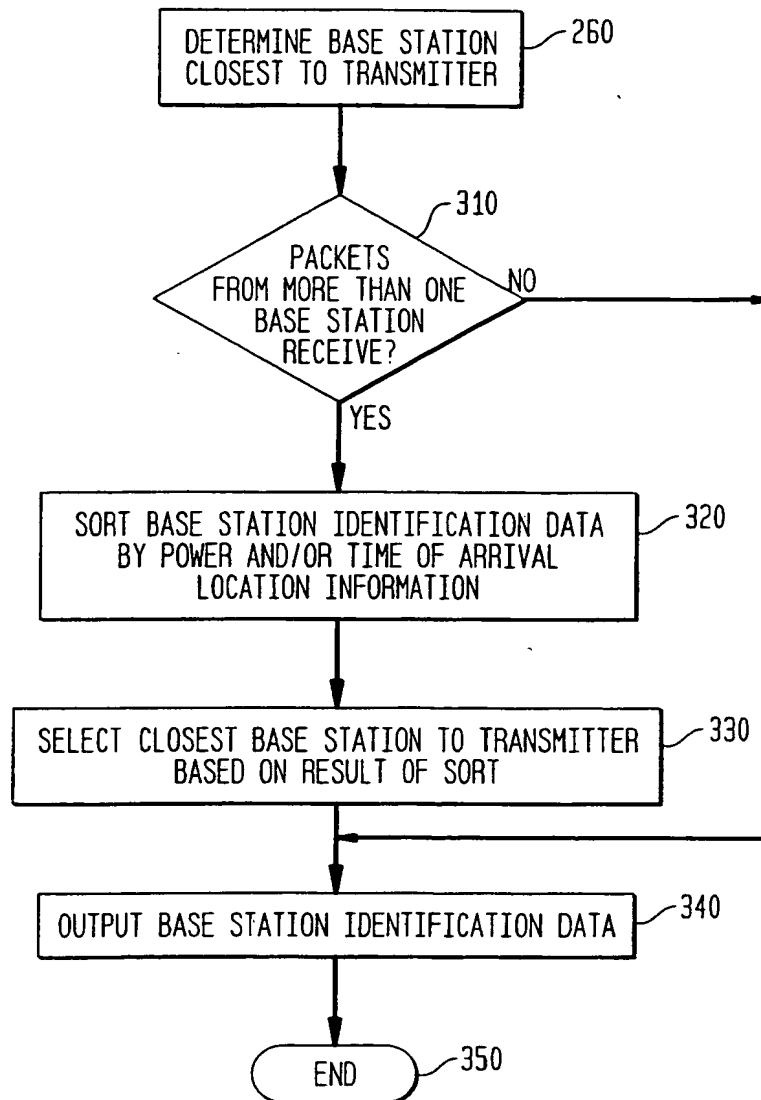 DETERMINE BASE STATION
CLOSEST TO TRANSMITTER
260
310
PACKETS
FROM MORE THAN ONE
BASE STATION
RECEIVE?
NO
YES
SORT BASE STATION IDENTIFICATION DATA
BY POWER AND/OR TIME OF ARRIVAL
LOCATION INFORMATION
320
SELECT CLOSEST BASE STATION TO TRANSMITTER
BASED ON RESULT OF SORT
330
OUTPUT BASE STATION IDENTIFICATION DATA
340
END
350